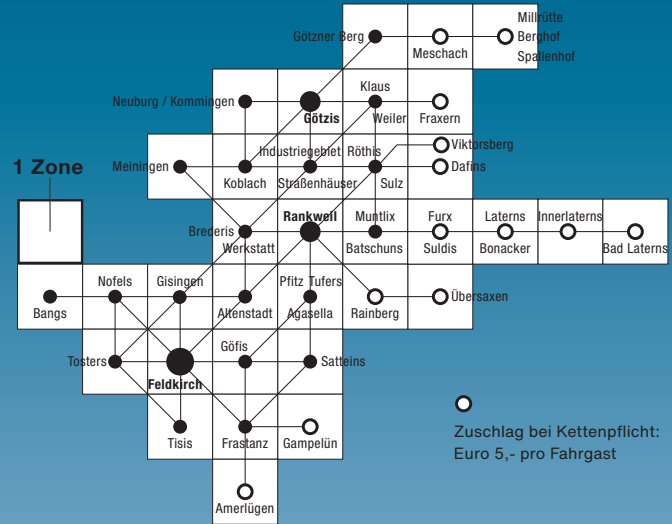 Millrütte
Götzner Berg
Berghof
Meschach
Spallenhof
Klaus
Neuburg / Kommingen
Götzis
Weiler
Fraxern
Viktorsberg
Industriegebiet
Röthis
1 Zone
Meiningen
Dafins
Koblach
Straßenhäuser
Sulz
Rankweil
Muntlix
Furx
Laterns
Innerlaterns
Brederis
Werkstatt
Batschuns
Suldis
Bonacker
Bad Laterns
Nofels
Gisingen
Pfitz Tufers
Übersaxen
Bangs
Altenstadt
Agasella
Rainberg
Göfis
Tosters
Satteins
Feldkirch
Tisis
Frastanz
Gampelün
Zuschlag bei Kettenpflicht:
Euro 5,- pro Fahrgast
Amerlügen